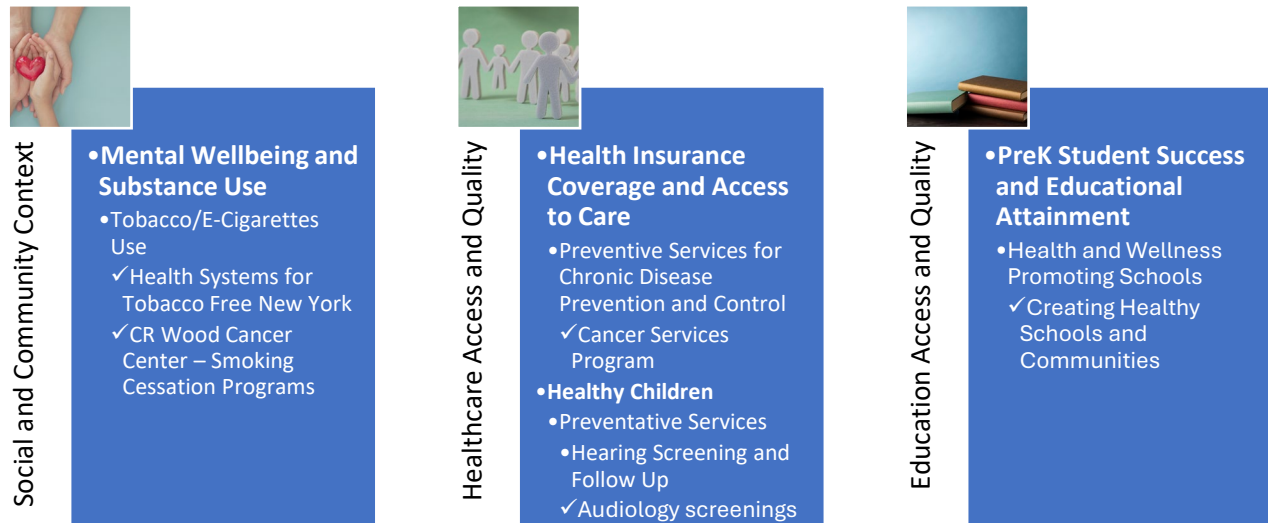 Social and Community Context
•Mental Wellbeing and
Substance Use
•Tobacco/E-Cigarettes
Use
✓Health Systems for
Tobacco Free New York
✓CR Wood Cancer
Center – Smoking
Cessation Programs
Healthcare Access and Quality
•Health Insurance
Coverage and Access
to Care
•Preventive Services for
Chronic Disease
Prevention and Control
✓Cancer Services
Program
•Healthy Children
•Preventative Services
•Hearing Screening and
Follow Up
✓Audiology screenings
Education Access and Quality
•PreK Student Success
and Educational
Attainment
•Health and Wellness
Promoting Schools
✓Creating Healthy
Schools and
Communities